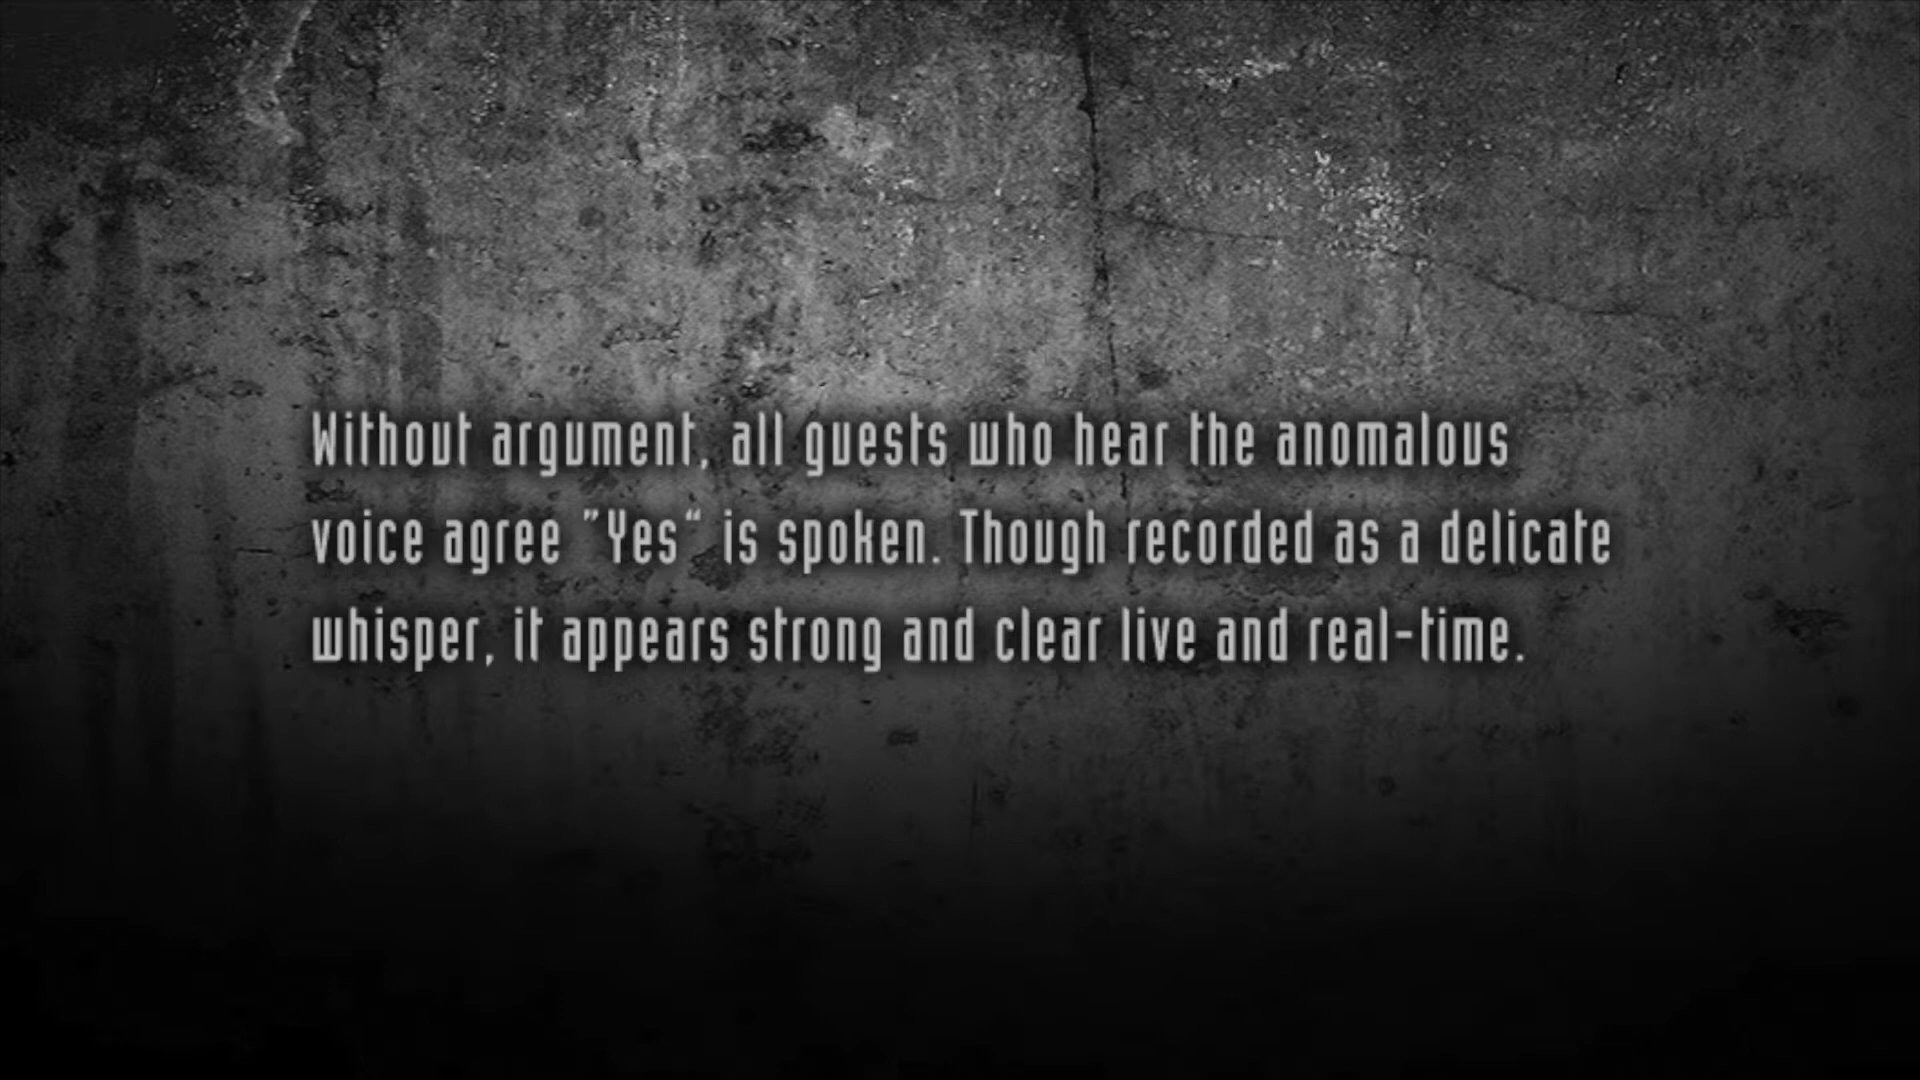 Without argument, all guests who hear the anomalous
voice agree ”Yes“ is spoken. Though recorded as a delicate
whisper, it appears strong and clear live and real-time.